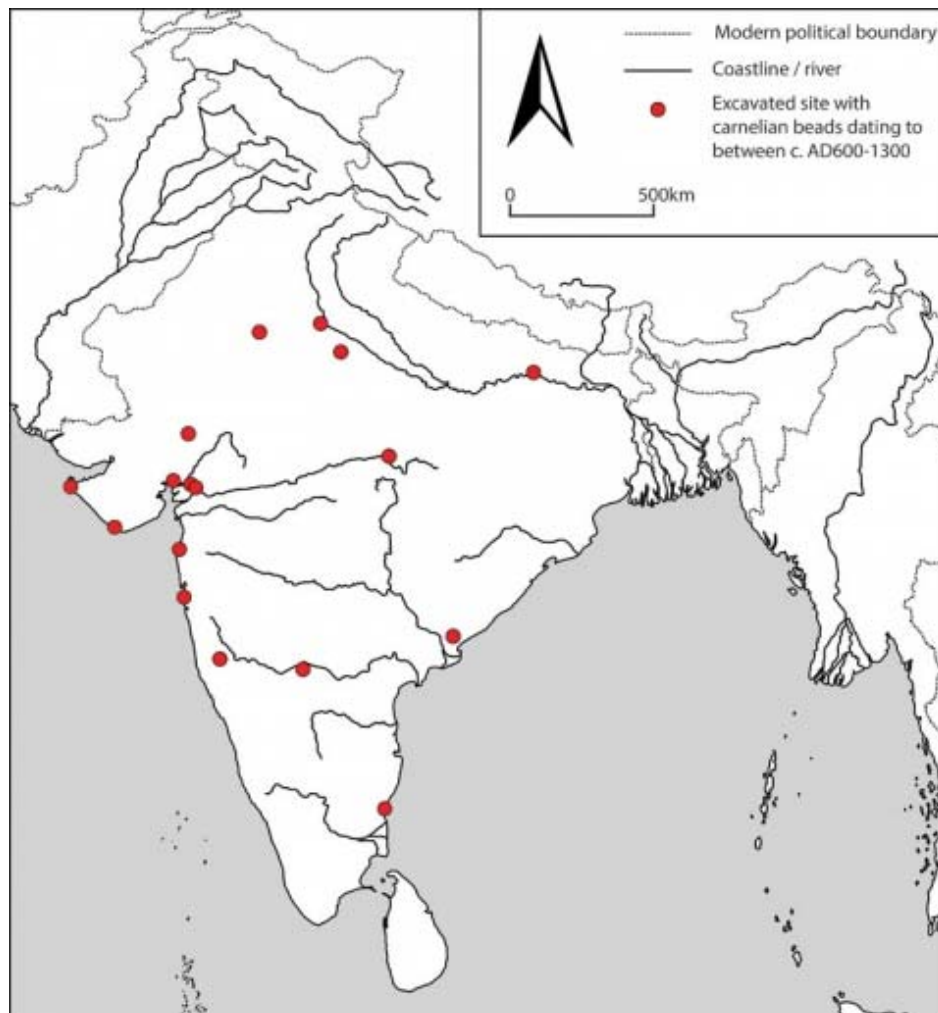 Modern political boundary
Coastline / river
Excavated site with
carnelian beads dating to
between c. AD600-1300
0 500km